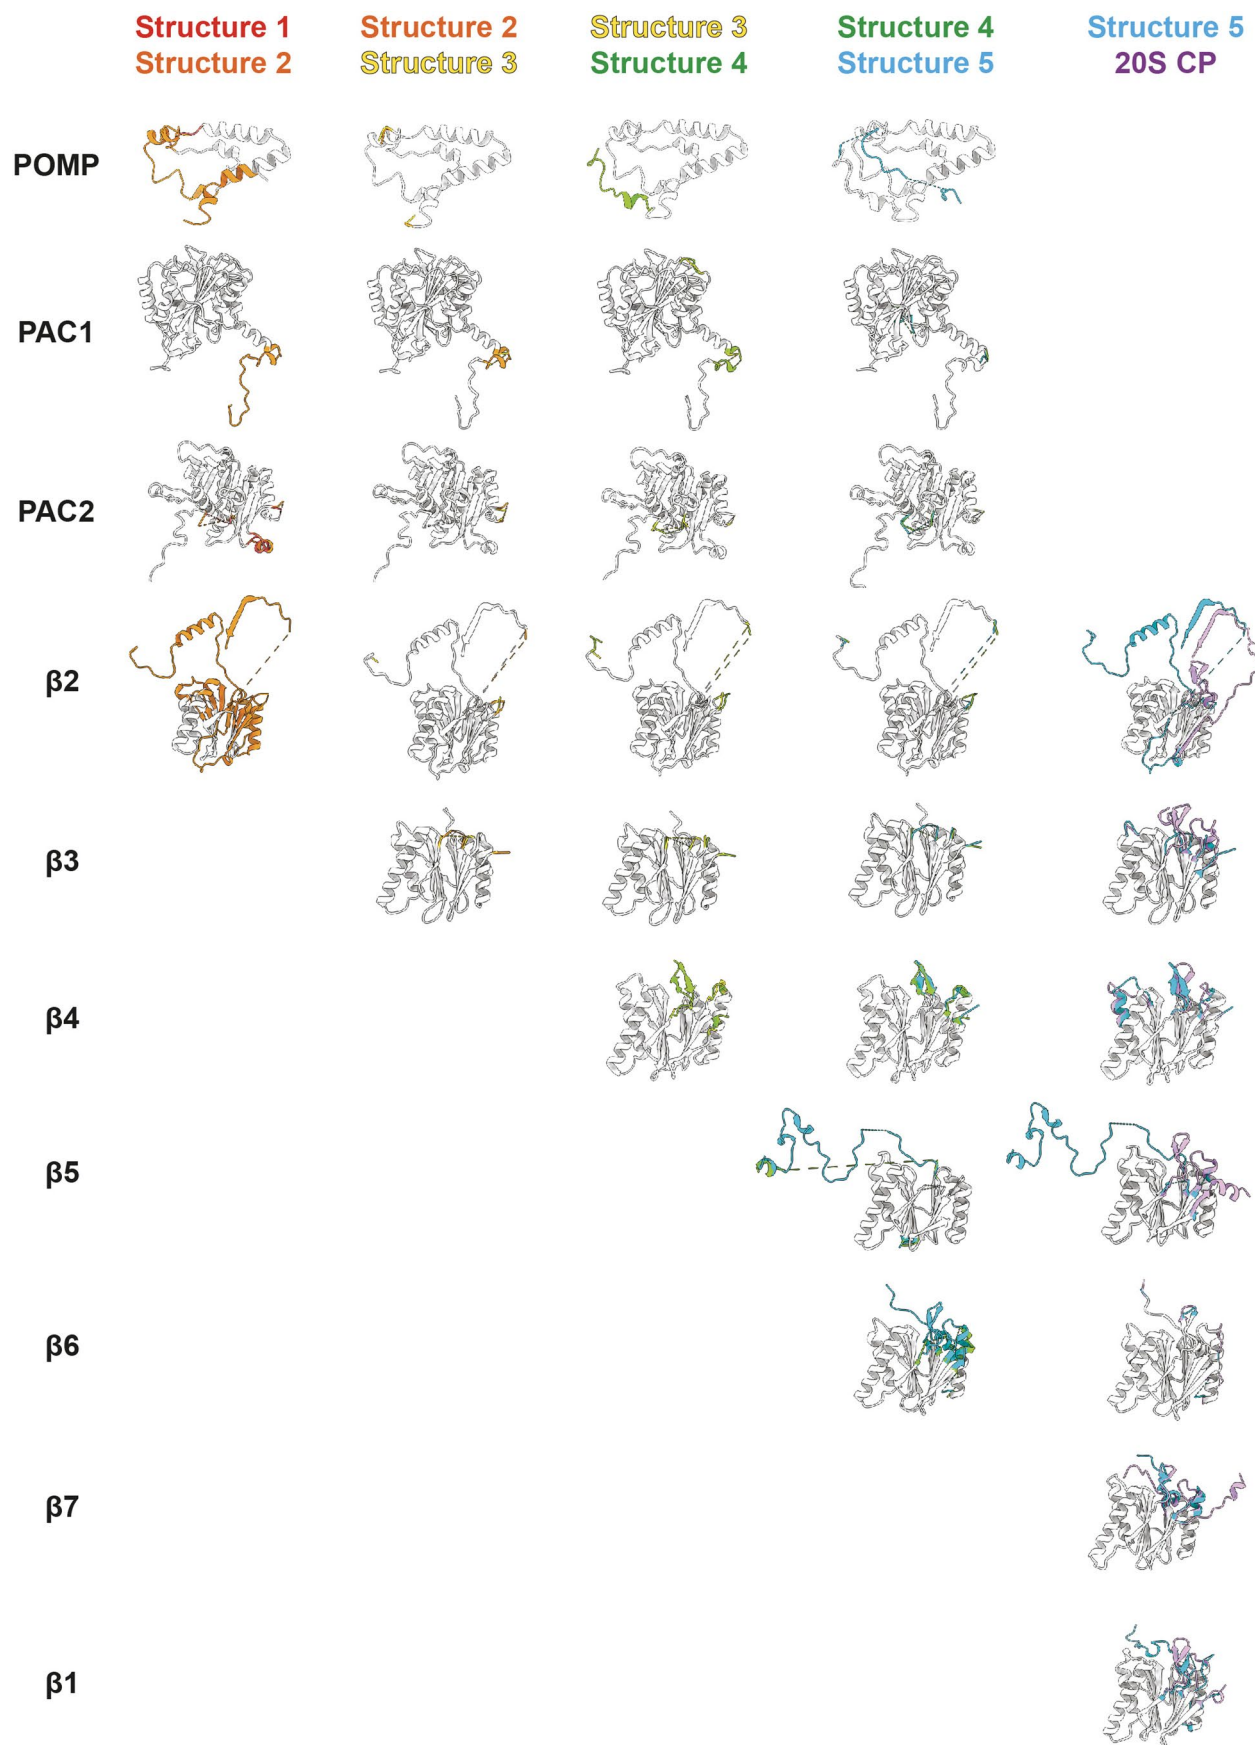 Structure 1 Structure 2 Structure 3 Structure 4 Structure 5
Structure 2 Structure 3 Structure 4 Structure 5 20S CP
POMP
PAC1
PAC2
β2
β3
β4
β5
β6
β7
β1